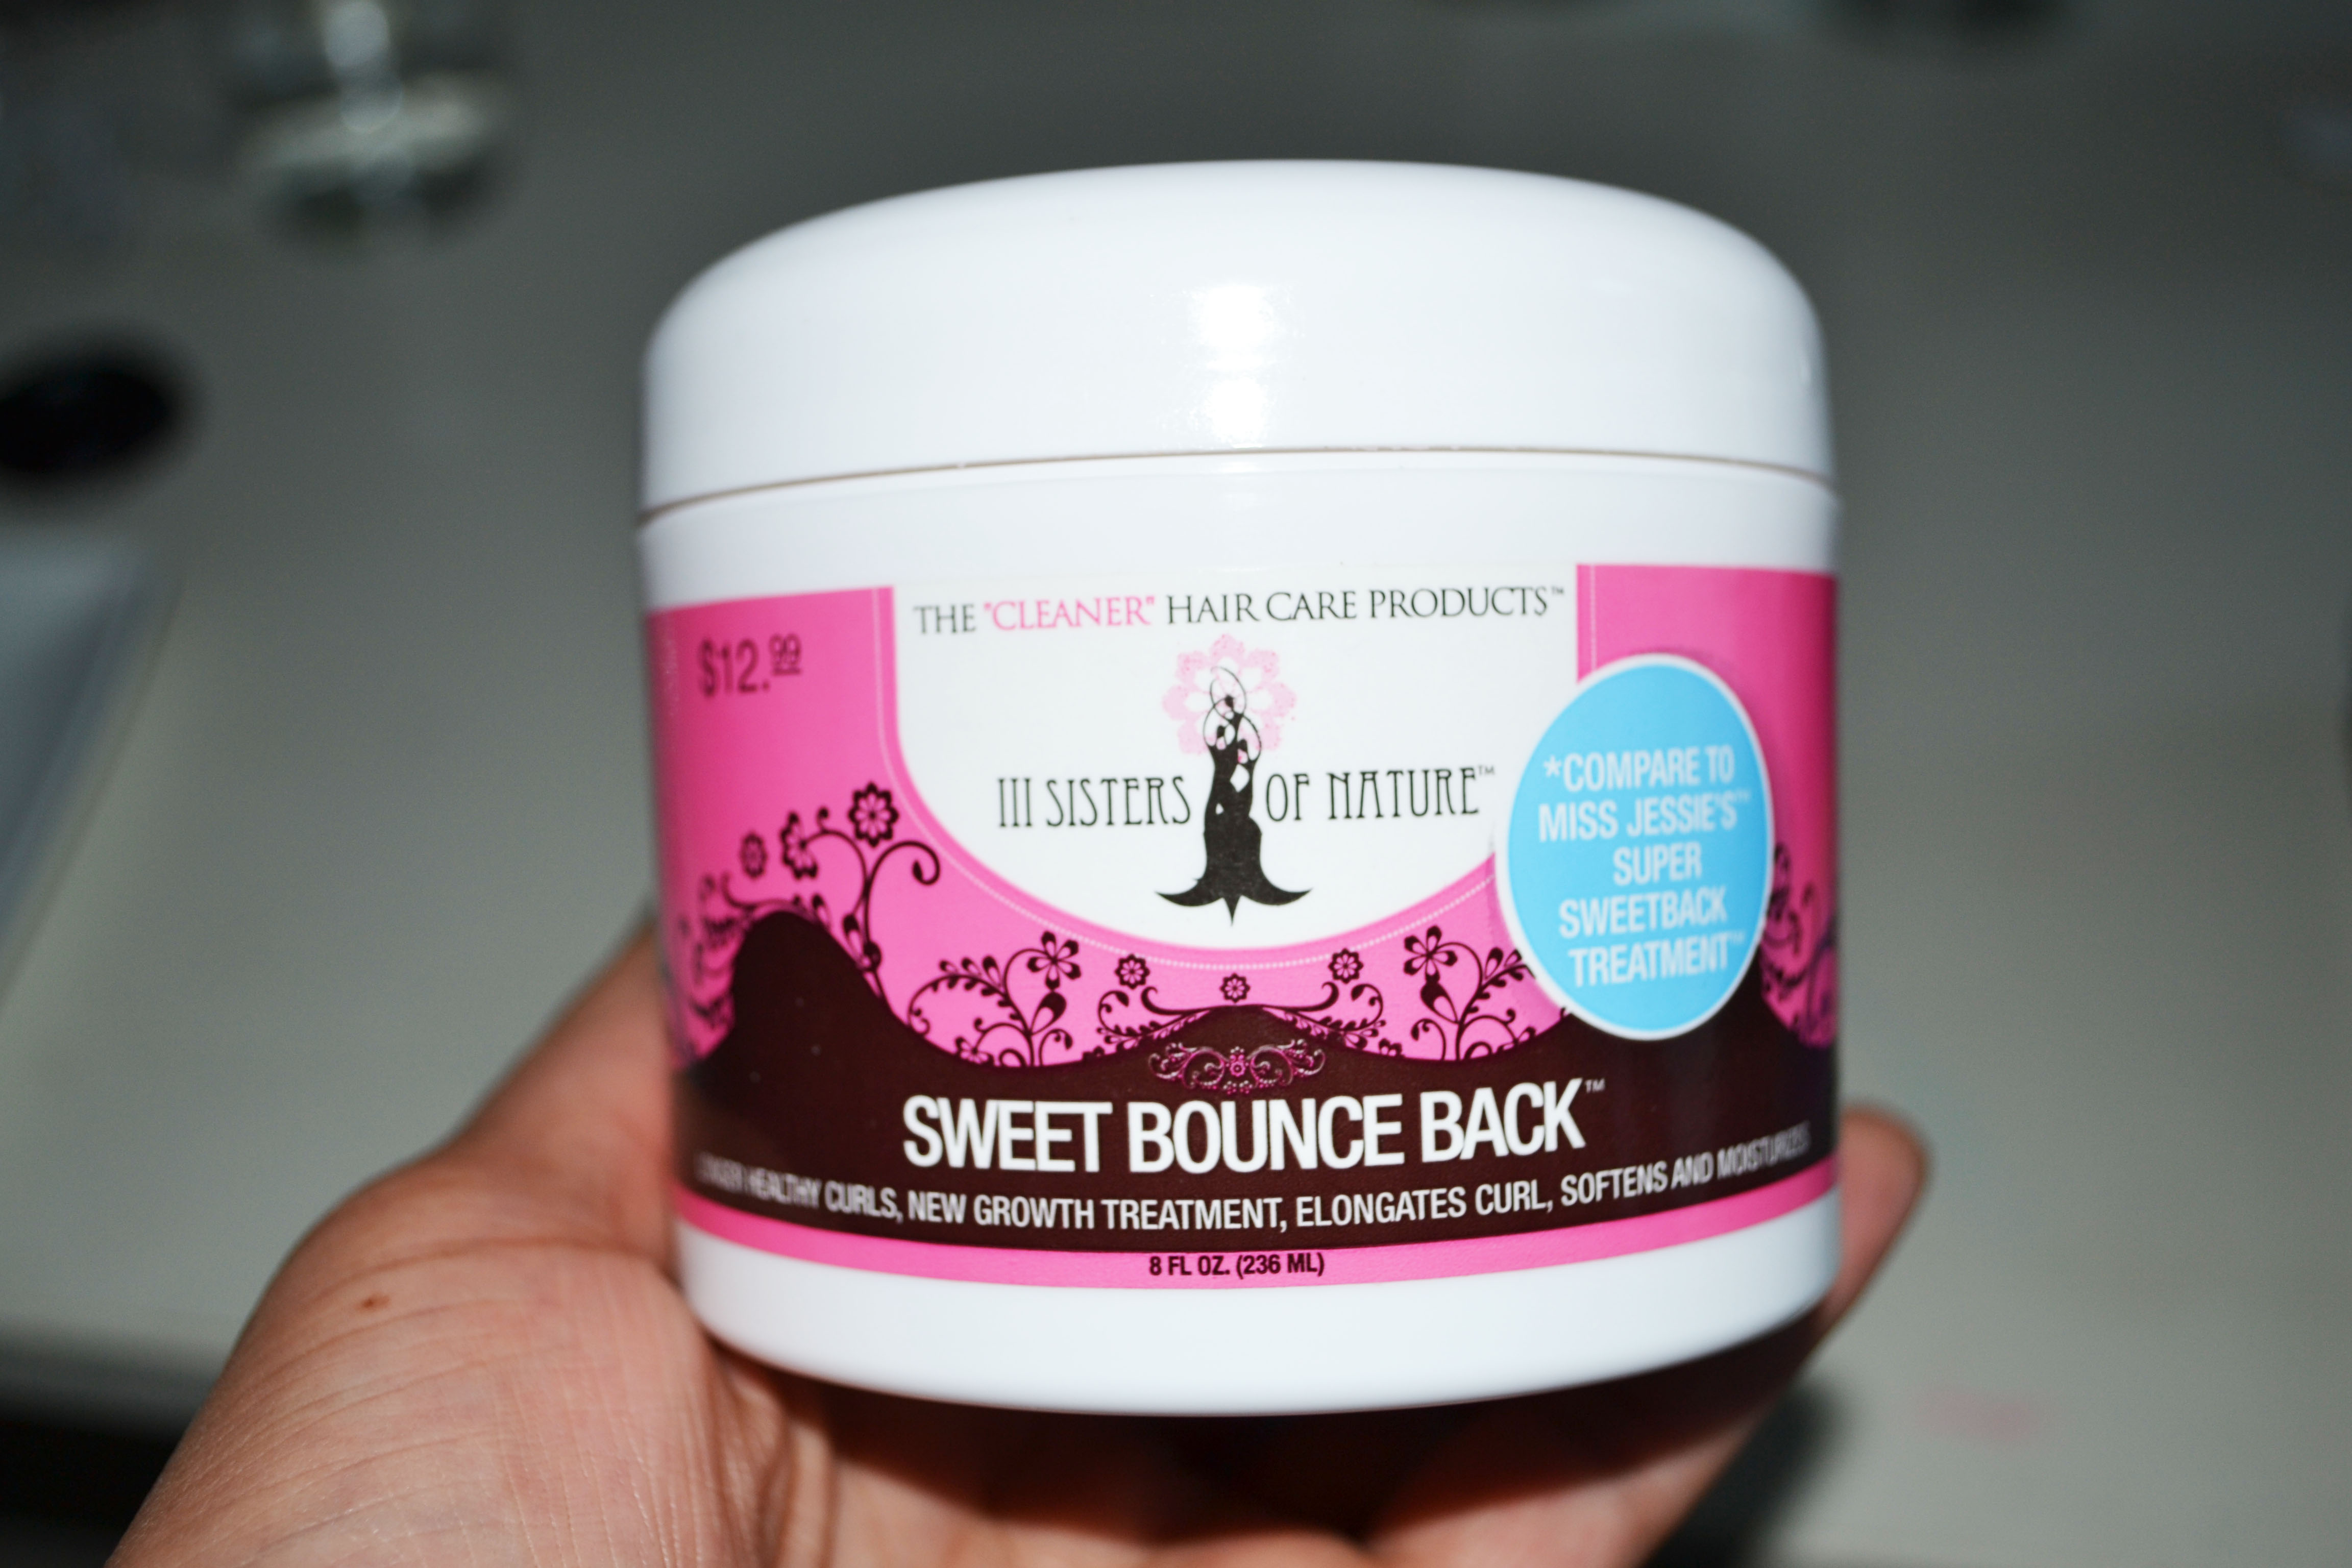 THE "CLEANER" HAIR CARE PRODUCTS™
$12.99
III SISTERS OF NATURE™
*COMPARE TO
MISS JESSIE'S™
SUPER
SWEETBACK
TREATMENT™
SWEET BOUNCE BACK™
HEALTHY CURLS, NEW GROWTH TREATMENT, ELONGATES CURL, SOFTENS AND MOISTURIZES
8 FL OZ. (236 ML)